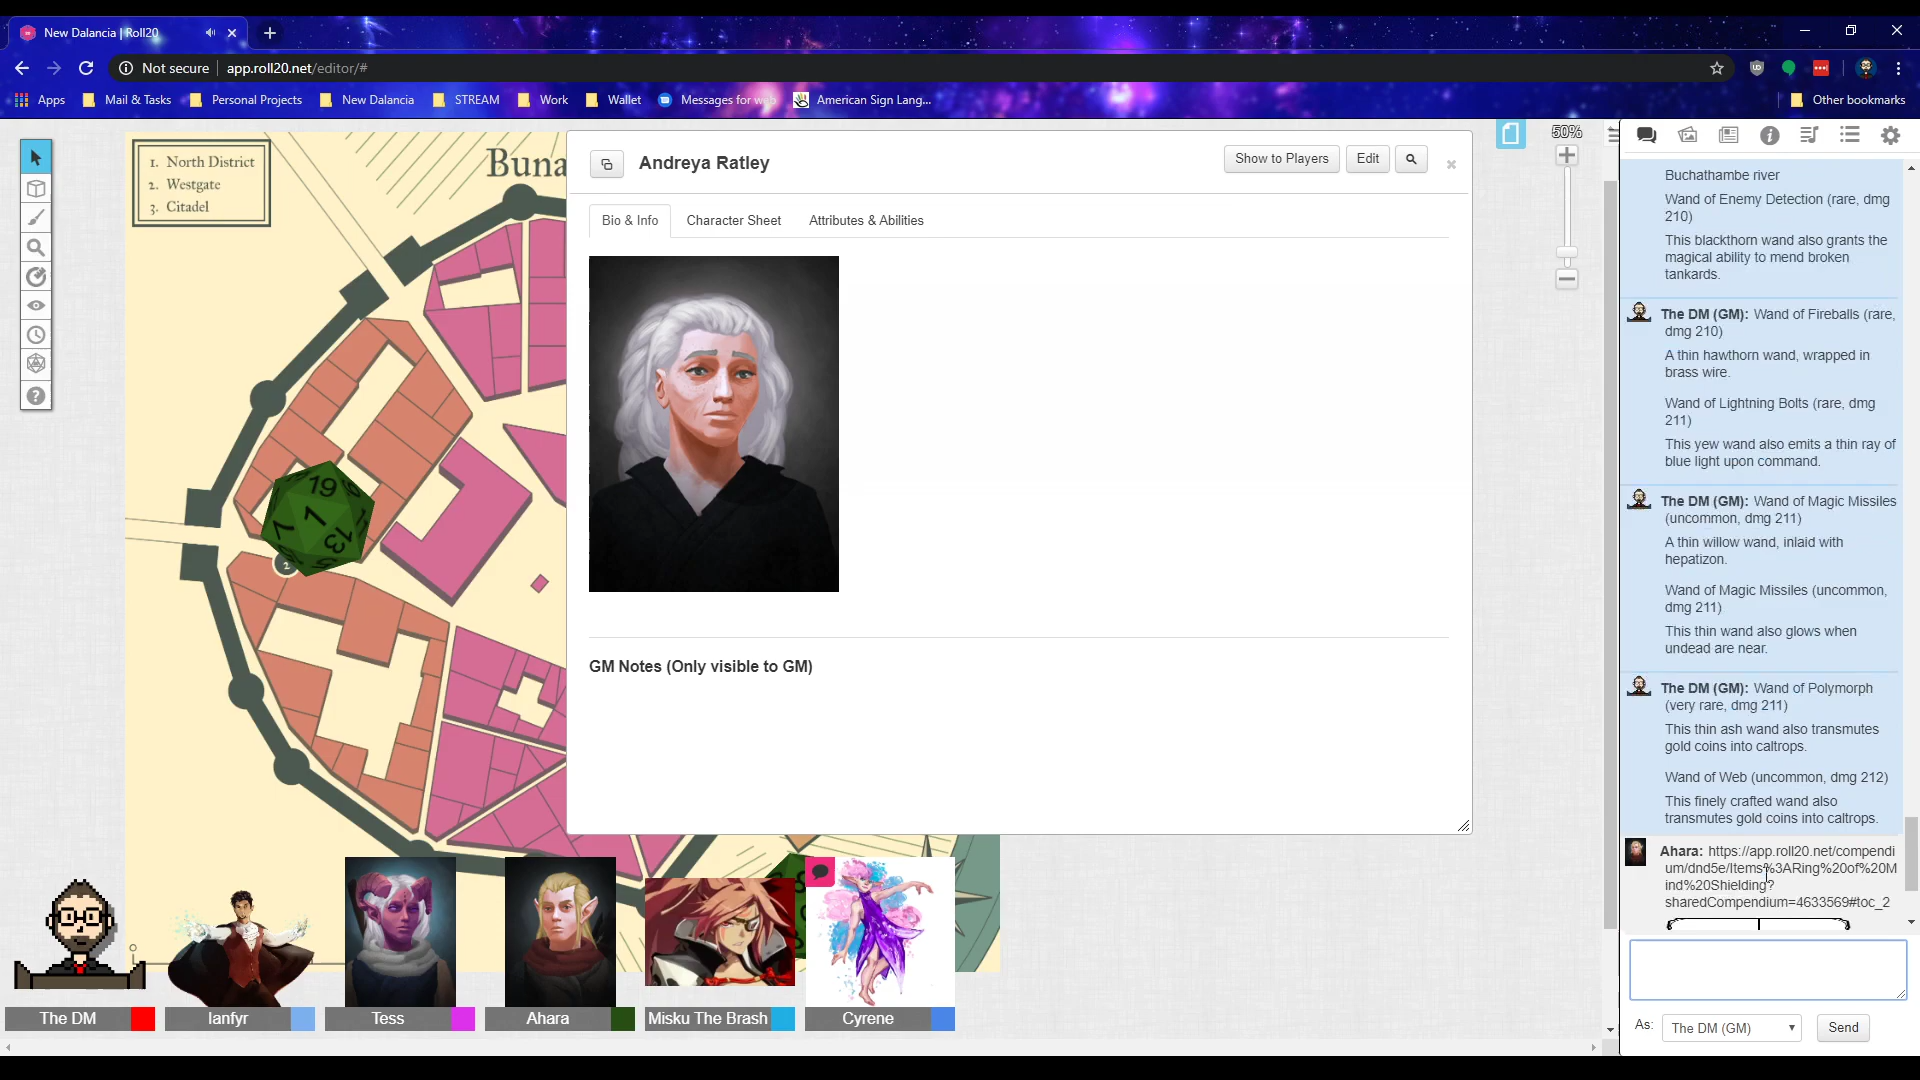 New Dalancia | Roll20
Not secure
app.roll20.net/editor/#
Apps
Mail & Tasks
Personal Projects
New Dalancia
STREAM
Work
Wallet
Messages for web
American Sign Lang...
Other bookmarks
1. North District
2. Westgate
3. Citadel
Buna
Andreya Ratley
Show to Players
Edit
Bio & Info
Character Sheet
Attributes & Abilities
GM Notes (Only visible to GM)
50%
19
1
7
13
2
Buchathambe river
Wand of Enemy Detection (rare, dmg
210)
This blackthorn wand also grants the
magical ability to mend broken
tankards.
The DM (GM): Wand of Fireballs (rare,
dmg 210)
A thin hawthorn wand, wrapped in
brass wire.
Wand of Lightning Bolts (rare, dmg
211)
This yew wand also emits a thin ray of
blue light upon command.
The DM (GM): Wand of Magic Missiles
(uncommon, dmg 211)
A thin willow wand, inlaid with
hepatizon.
Wand of Magic Missiles (uncommon,
dmg 211)
This thin wand also glows when
undead are near.
The DM (GM): Wand of Polymorph
(very rare, dmg 211)
This thin ash wand also transmutes
gold coins into caltrops.
Wand of Web (uncommon, dmg 212)
This finely crafted wand also
transmutes gold coins into caltrops.
Ahara: https://app.roll20.net/compendi
um/dnd5e/Items%3ARing%20of%20M
ind%20Shielding?
sharedCompendium=4633569#toc_2
As:
The DM (GM)
Send
The DM
Ianfyr
Tess
Ahara
Misku The Brash
Cyrene